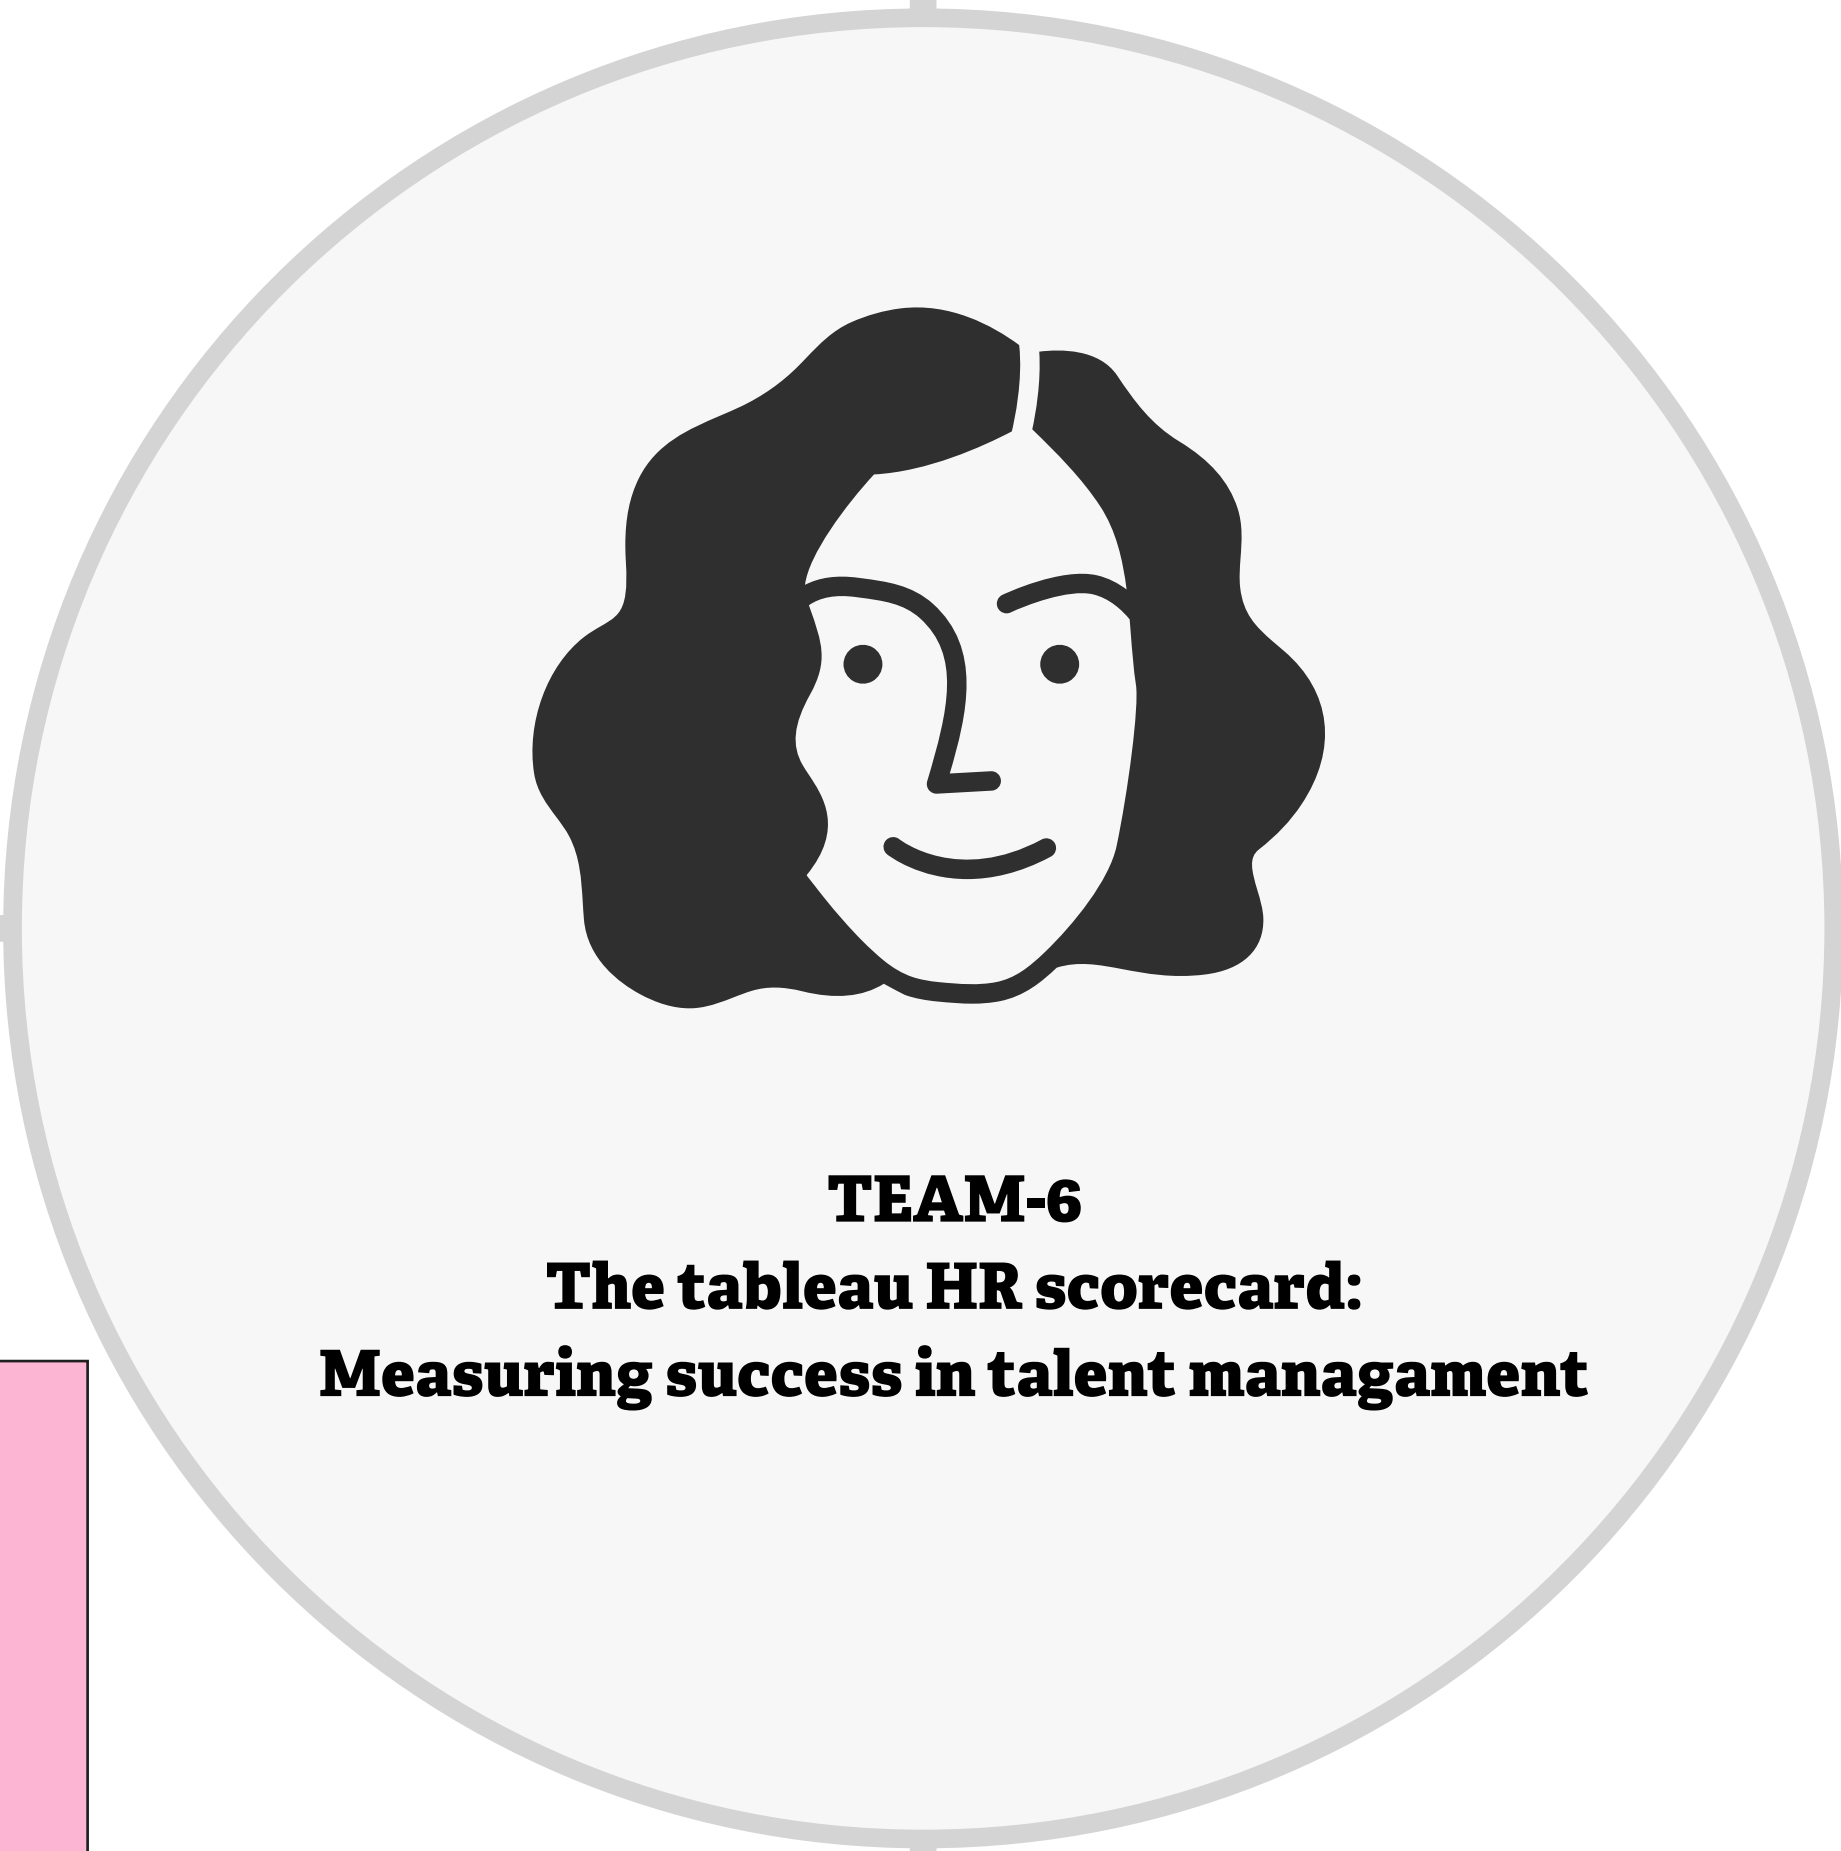 TEAM-6
The tableau HR scorecard:
Measuring success in talent managament